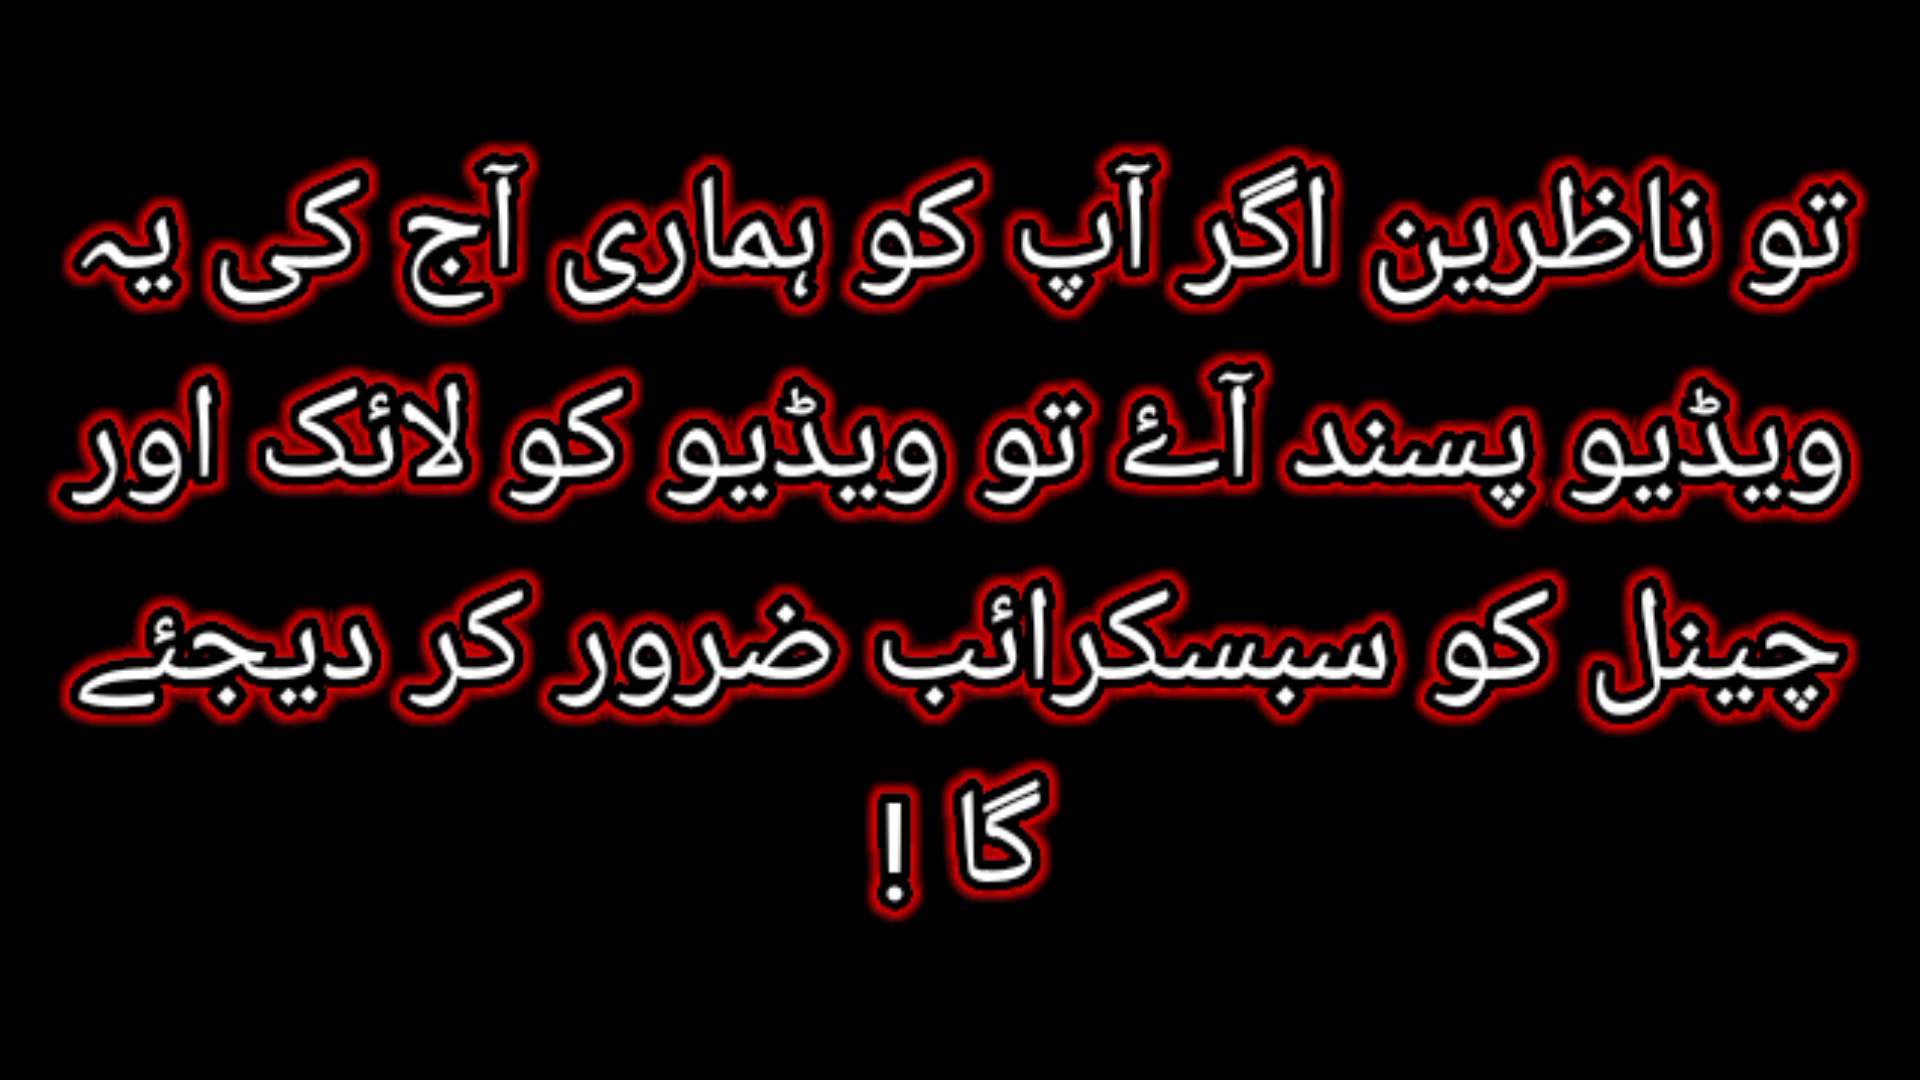 تو ناظرین اگر آپ کو ہماری آج کی یہ
ویڈیو پسند آۓ تو ویڈیو کو لائک اور
چینل کو سبسکرائب ضرور کر دیجئے
گا !